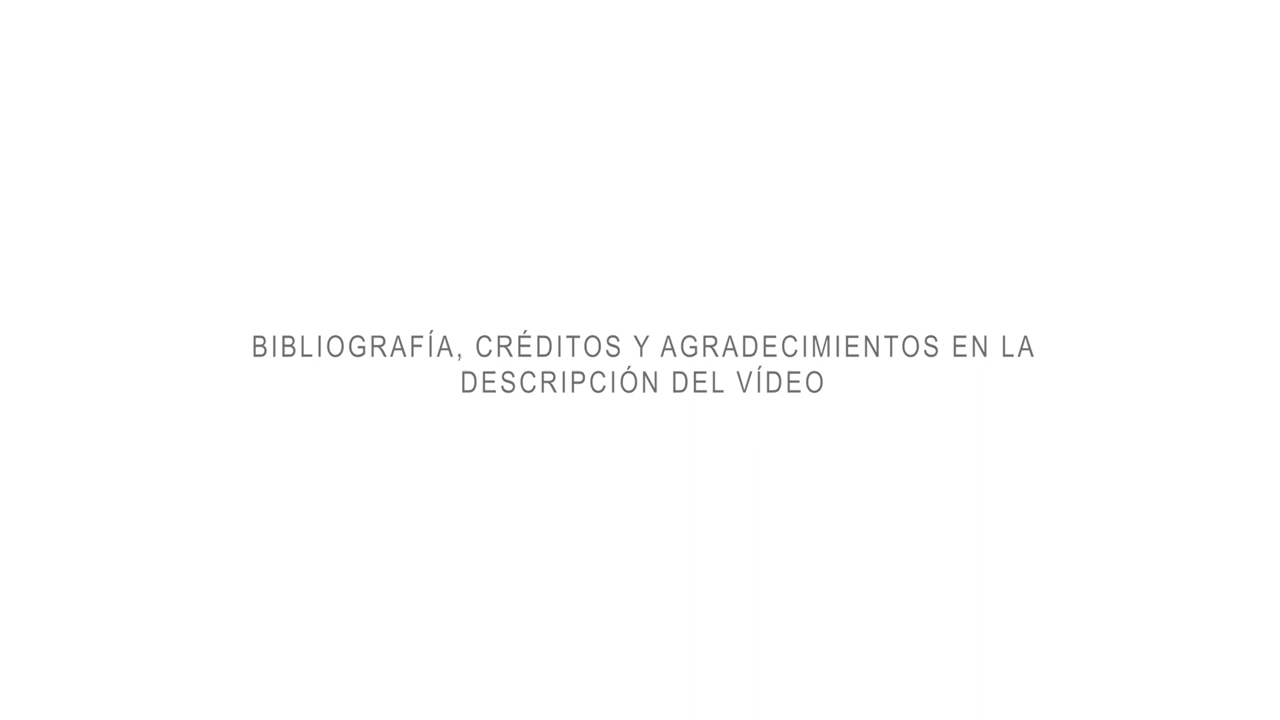 BIBLIOGRAFÍA, CRÉDITOS Y AGRADECIMIENTOS EN LA
DESCRIPCIÓN DEL VÍDEO